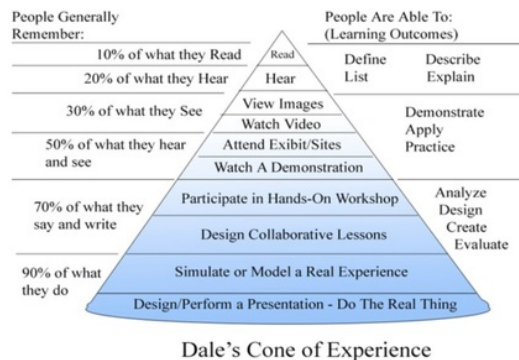 People Generally
Remember:
10% of what they Read
20% of what they Hear
30% of what they See
50% of what they hear
and see
70% of what they
say and write
90% of what
they do
Read
Hear
View Images
Watch Video
Attend Exibit/Sites
Watch A Demonstration
Participate in Hands-On Workshop
Design Collaborative Lessons
Simulate or Model a Real Experience
Design/Perform a Presentation - Do The Real Thing
People Are Able To:
(Learning Outcomes)
Define Describe
List Explain
Demonstrate
Apply
Practice
Analyze
Design
Create
Evaluate
Dale's Cone of Experience